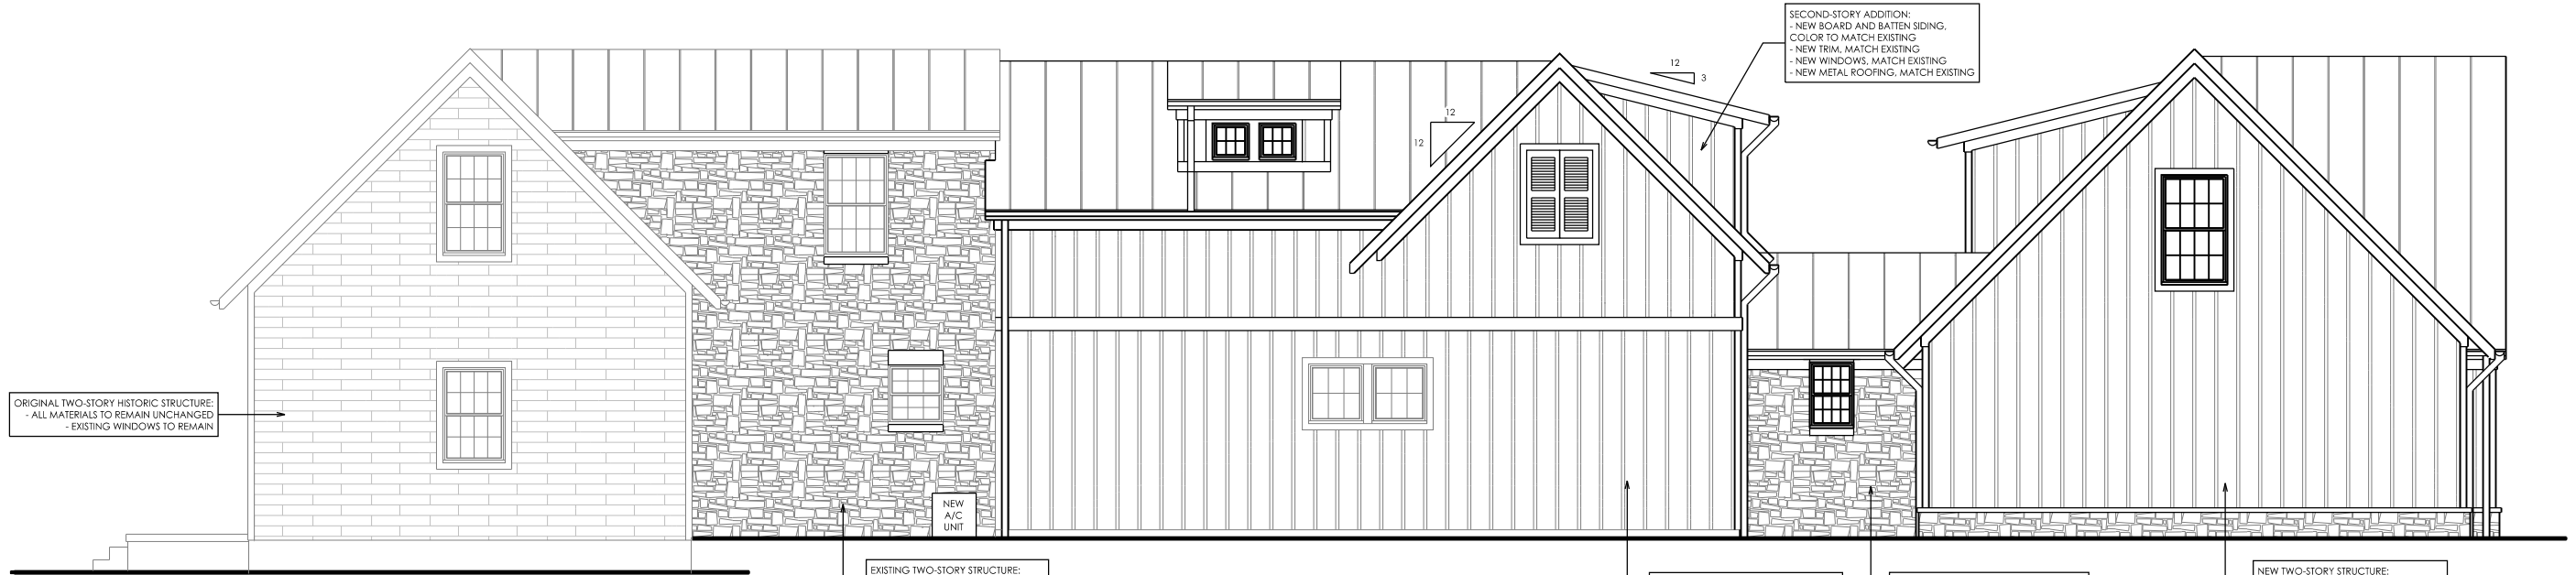 SECOND-STORY ADDITION:
- NEW BOARD AND BATTEN SIDING,
COLOR TO MATCH EXISTING
- NEW TRIM, MATCH EXISTING
- NEW WINDOWS, MATCH EXISTING
- NEW METAL ROOFING, MATCH EXISTING
12
3
12
12
ORIGINAL TWO-STORY HISTORIC STRUCTURE:
- ALL MATERIALS TO REMAIN UNCHANGED
- EXISTING WINDOWS TO REMAIN
NEW
A/C
UNIT
EXISTING TWO-STORY STRUCTURE:
NEW TWO-STORY STRUCTURE: